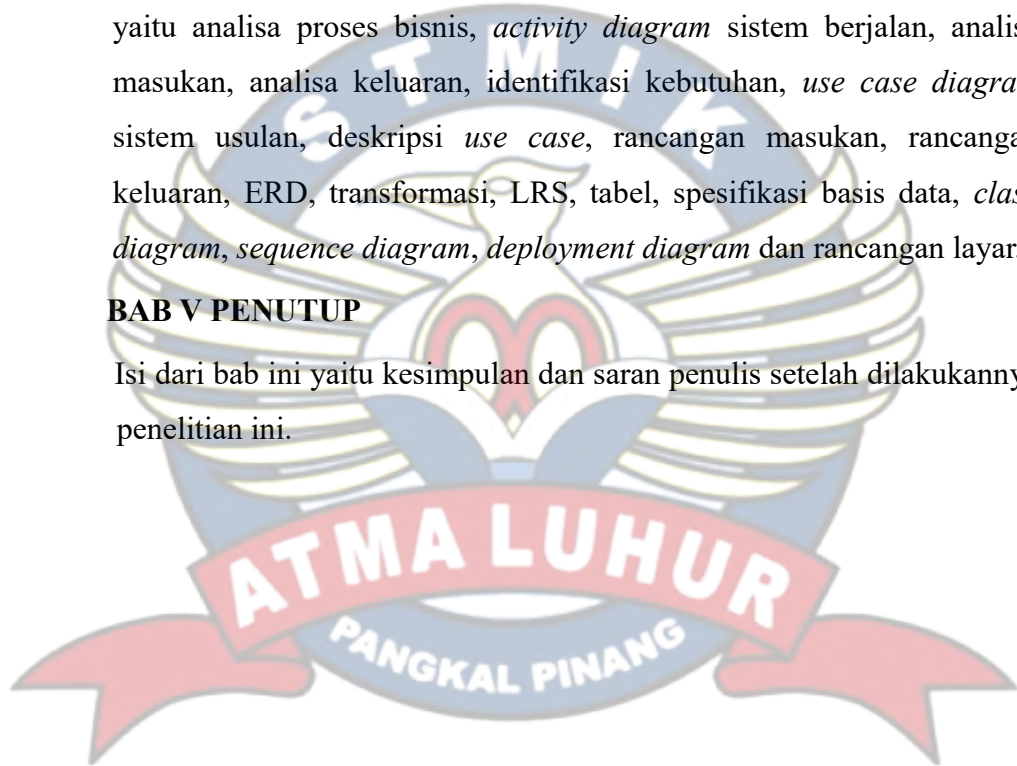 yaitu analisa proses bisnis, activity diagram sistem berjalan, analis
masukan, analisa keluaran, identifikasi kebutuhan, use case diagra
sistem usulan, deskripsi use case, rancangan masukan, rancanga
keluaran, ERD, transformasi, LRS, tabel, spesifikasi basis data, clas
diagram, sequence diagram, deployment diagram dan rancangan layar.
BAB V PENUTUP
Isi dari bab ini yaitu kesimpulan dan saran penulis setelah dilakukanny
penelitian ini.
STMIK
ATMA LUHUR
PANGKAL PINANG